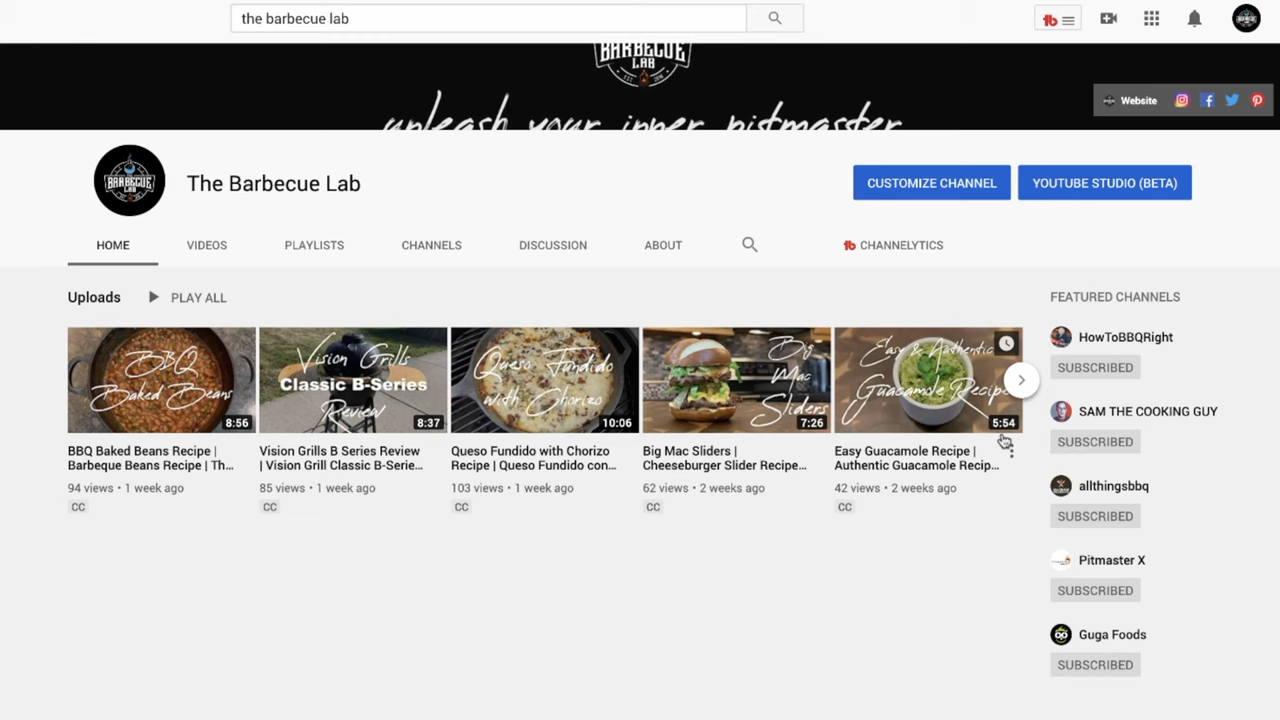 the barbecue lab
BARBECUE
LAB
unleash your inner pitmaster
Website
BARBECUE
LAB
The Barbecue Lab
CUSTOMIZE CHANNEL
YOUTUBE STUDIO (BETA)
HOME
VIDEOS
PLAYLISTS
CHANNELS
DISCUSSION
ABOUT
CHANNELYTICS
Uploads
PLAY ALL
FEATURED CHANNELS
BBQ
Baked Beans
8:56
BBQ Baked Beans Recipe |
Barbeque Beans Recipe | Th...
94 views • 1 week ago
CC
Vision Grills
Classic B-Series
Review
8:37
Vision Grills B Series Review
| Vision Grill Classic B-Serie...
85 views • 1 week ago
CC
Queso Fundido
with Chorizo
10:06
Queso Fundido with Chorizo
Recipe | Queso Fundido con...
103 views • 1 week ago
CC
Big
Mac
Sliders
7:26
Big Mac Sliders |
Cheeseburger Slider Recipe...
62 views • 2 weeks ago
CC
Easy & Authentic
Guacamole Recipe
5:54
Easy Guacamole Recipe |
Authentic Guacamole Recip...
42 views • 2 weeks ago
CC
HowToBBQRight
SUBSCRIBED
SAM THE COOKING GUY
SUBSCRIBED
allthingsbbq
SUBSCRIBED
Pitmaster X
SUBSCRIBED
Guga Foods
SUBSCRIBED